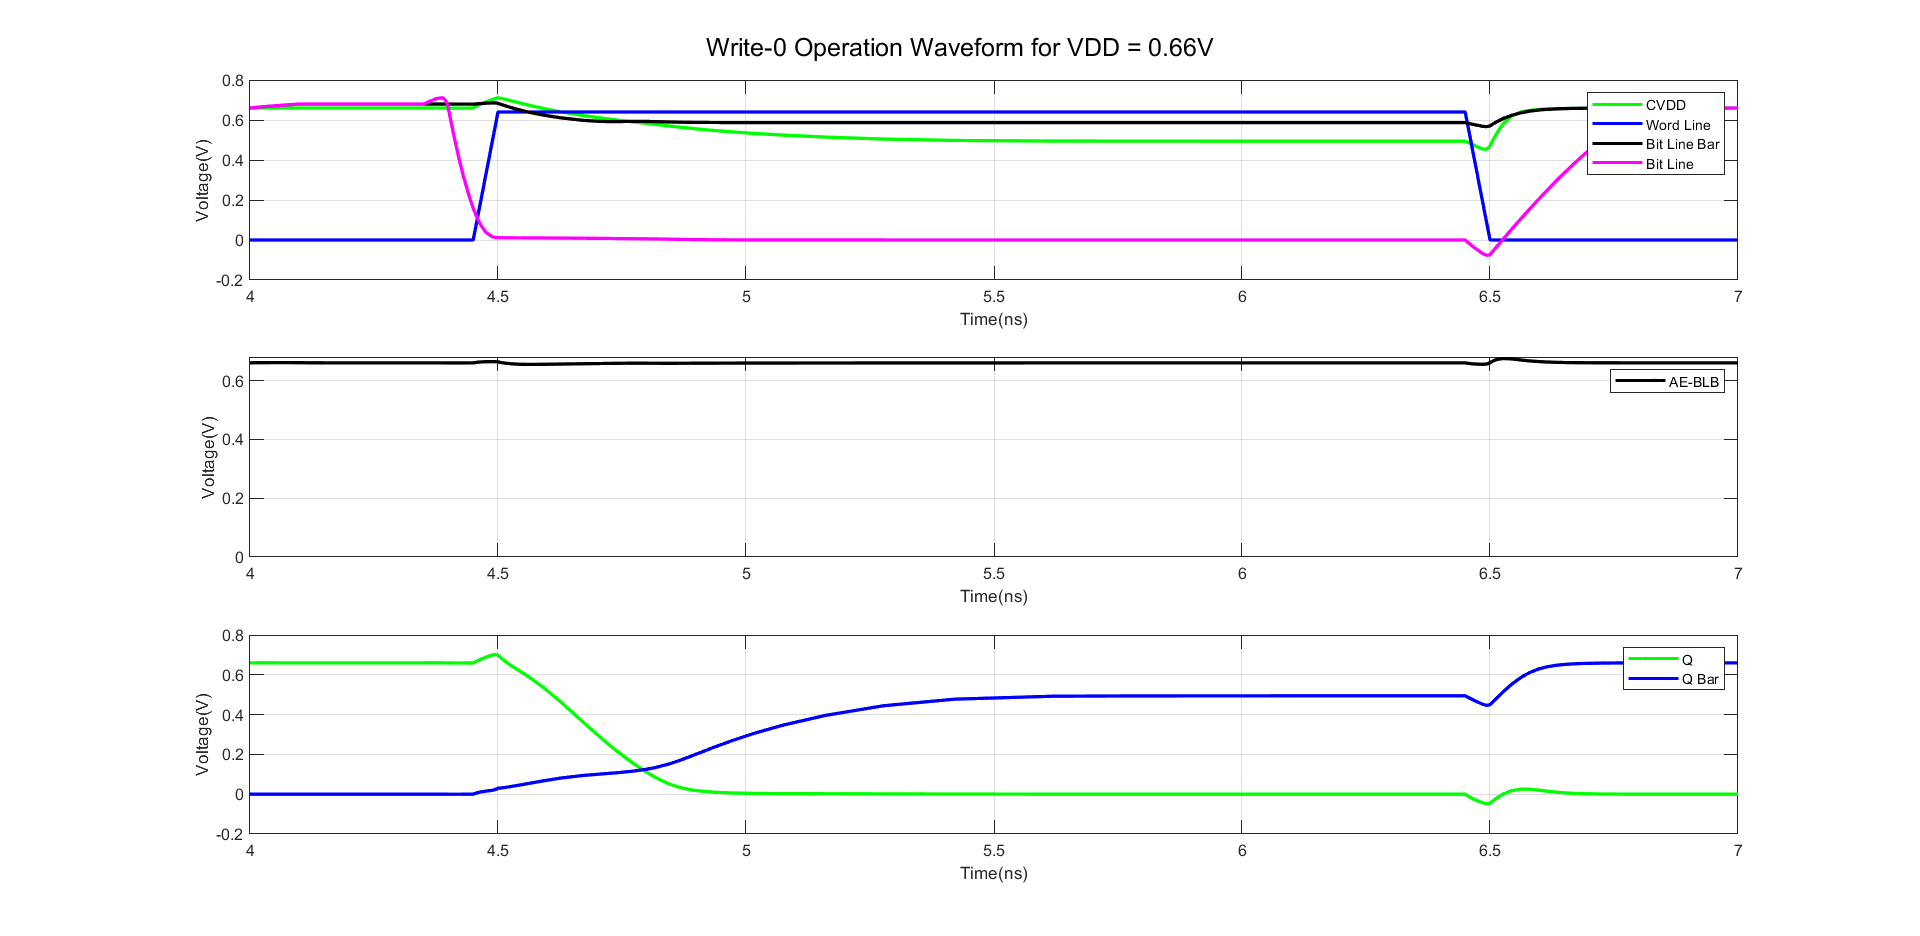 Write-0 Operation Waveform for VDD = 0.66V
Voltage(V)
0.8
0.6
0.4
0.2
0
-0.2
4 4.5 5 5.5 6 6.5 7
Time(ns)
CVDD
Word Line
Bit Line Bar
Bit Line
Voltage(V)
0.6
0.4
0.2
0
4 4.5 5 5.5 6 6.5 7
Time(ns)
AE-BLB
Voltage(V)
0.8
0.6
0.4
0.2
0
-0.2
4 4.5 5 5.5 6 6.5 7
Time(ns)
Q
Q Bar